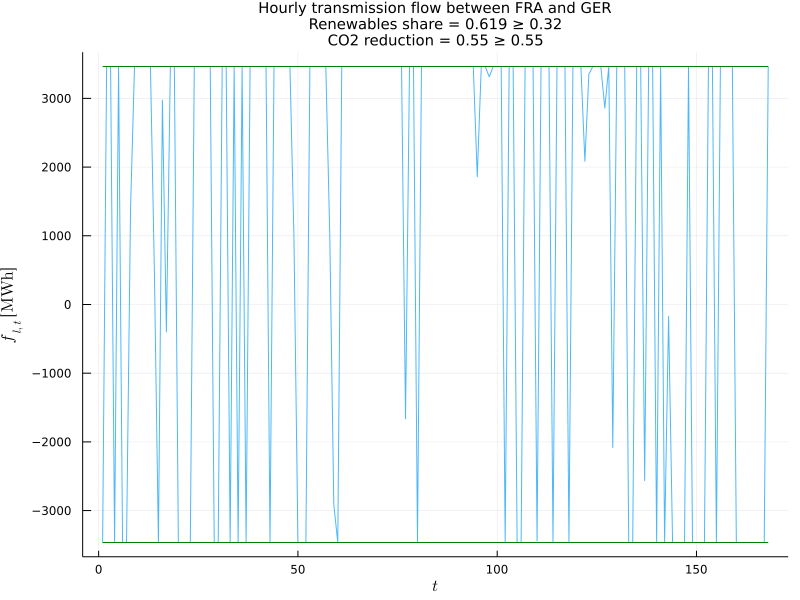 Hourly transmission flow between FRA and GER
Renewables share = 0.619 ≥ 0.32
CO2 reduction = 0.55 ≥ 0.55
3000
2000
1000
0
−1000
−2000
−3000
f l,t [MWh]
0 50 100 150
t